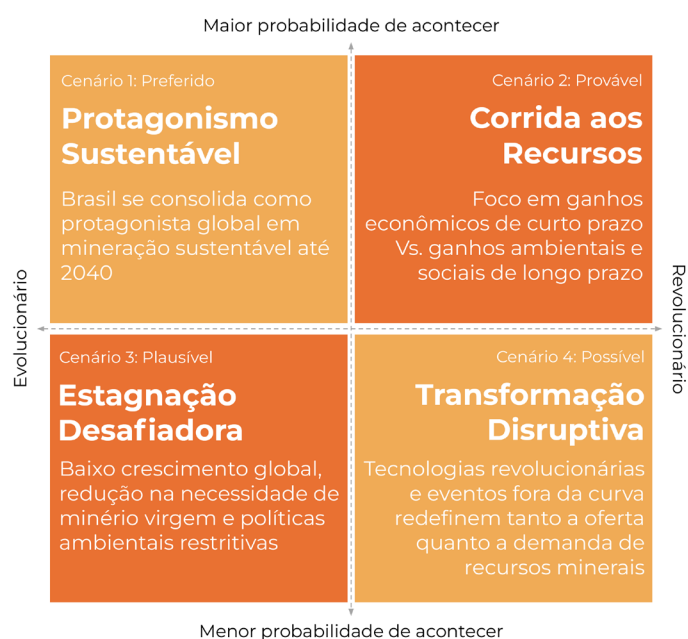 Maior probabilidade de acontecer
Cenário 1: Preferido
Protagonismo
Sustentável
Brasil se consolida como
protagonista global em
mineração sustentável até
2040
Cenário 2: Provável
Corrida aos
Recursos
Foco em ganhos
econômicos de curto prazo
Vs. ganhos ambientais e
sociais de longo prazo
Evolucionário
Revolucionário
Cenário 3: Plausível
Estagnação
Desafiadora
Baixo crescimento global,
redução na necessidade de
minério virgem e políticas
ambientais restritivas
Cenário 4: Possível
Transformação
Disruptiva
Tecnologias revolucionárias
e eventos fora da curva
redefinem tanto a oferta
quanto a demanda de
recursos minerais
Menor probabilidade de acontecer